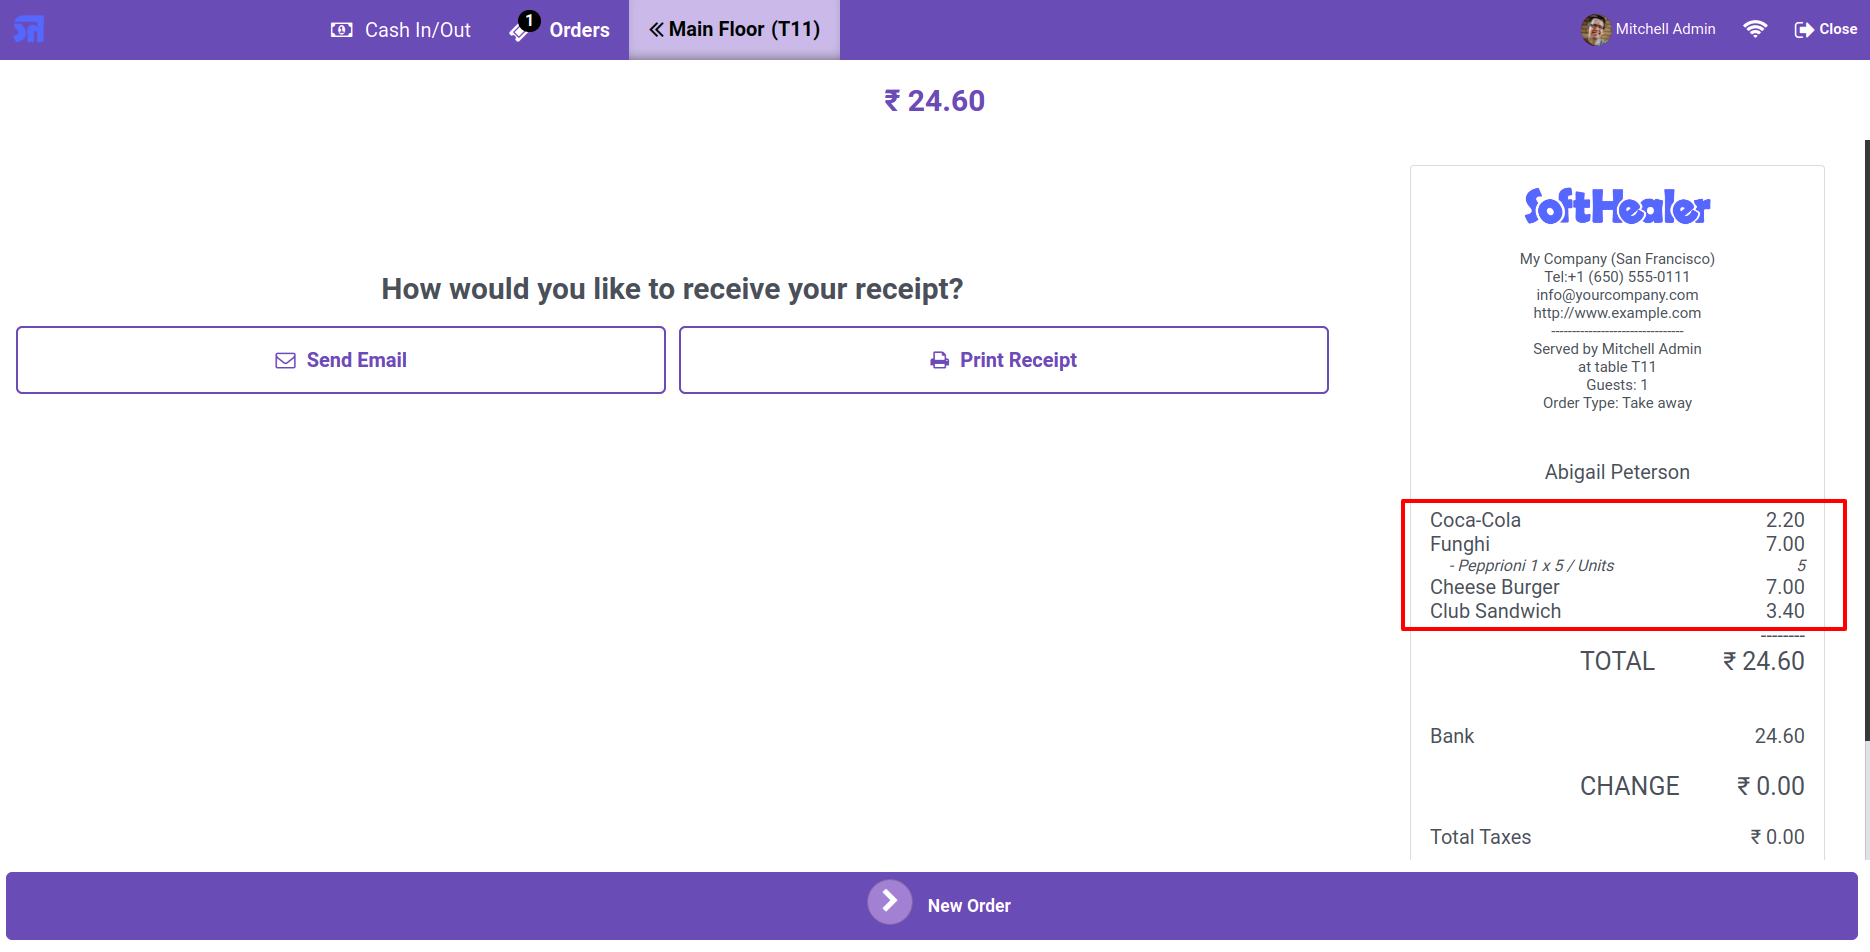 Cash In/Out
1
Orders
Main Floor (T11)
Mitchell Admin
Close
₹ 24.60
How would you like to receive your receipt?
Send Email
Print Receipt
SoftHealer
My Company (San Francisco)
Tel:+1 (650) 555-0111
info@yourcompany.com
http://www.example.com
--------------------------------
Served by Mitchell Admin
at table T11
Guests: 1
Order Type: Take away
Abigail Peterson
Coca-Cola 2.20
Funghi 7.00
- Pepprioni 1 x 5 / Units 5
Cheese Burger 7.00
Club Sandwich 3.40
--------
TOTAL ₹ 24.60
Bank 24.60
CHANGE ₹ 0.00
Total Taxes ₹ 0.00
New Order